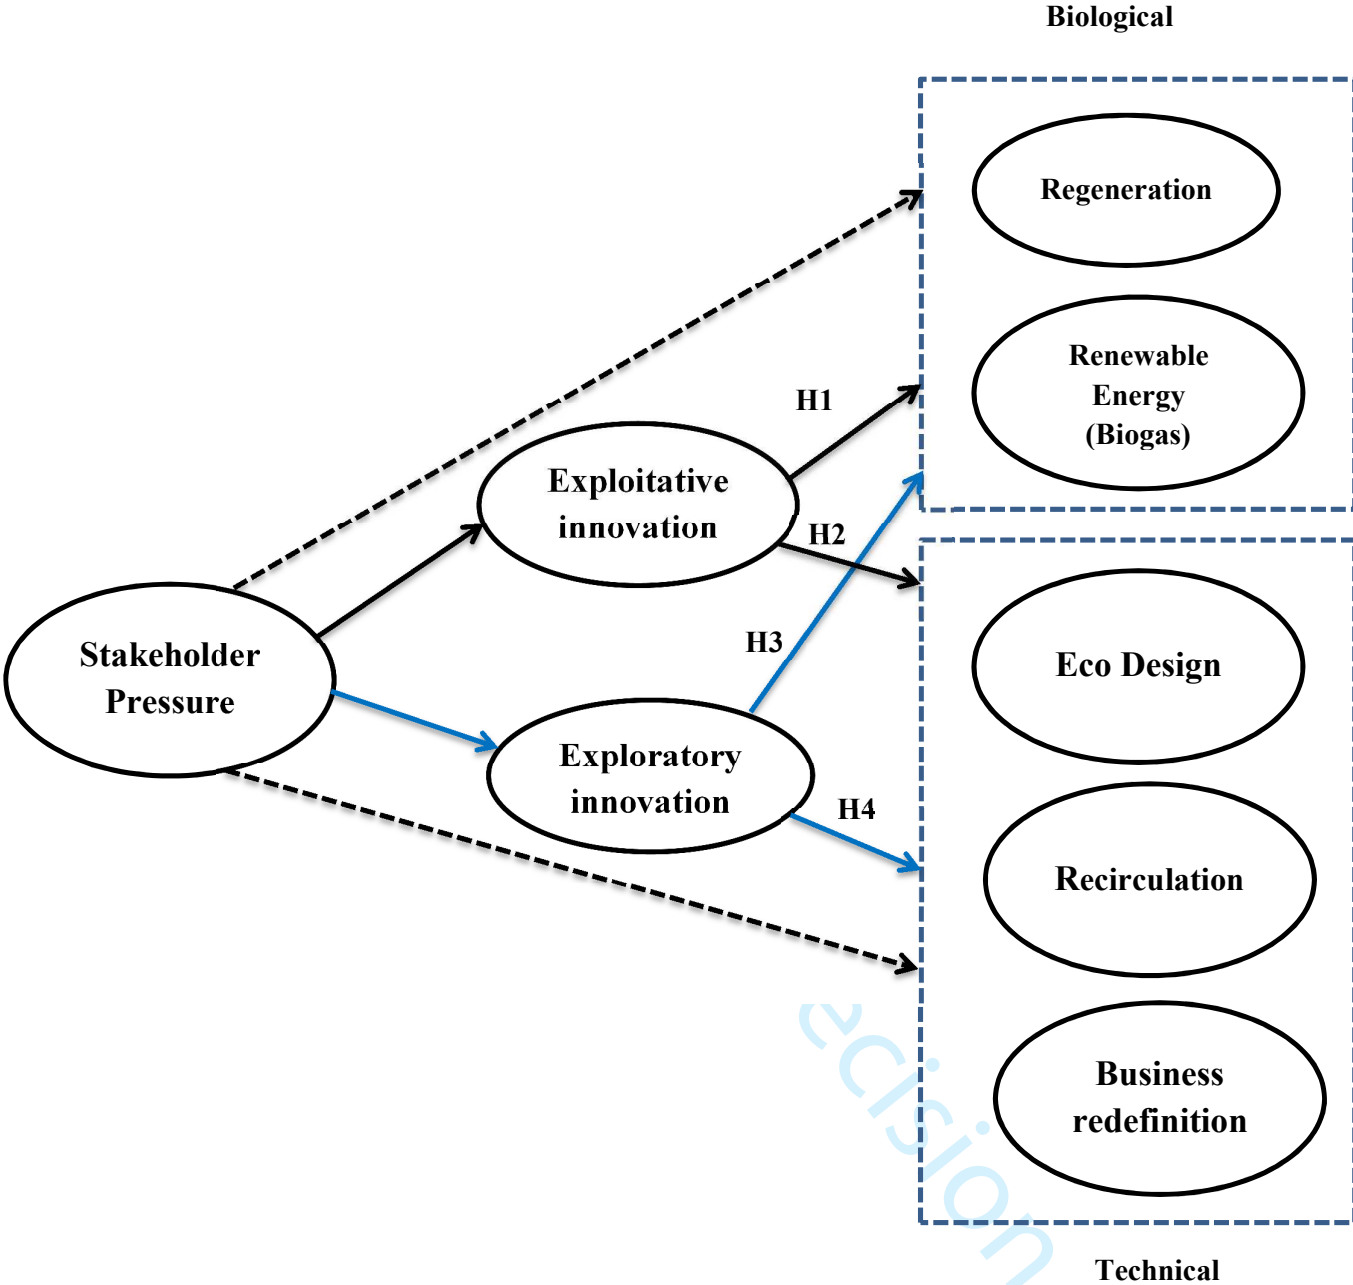 Biological
Regeneration
Renewable
Energy
(Biogas)
H1
Exploitative
innovation
H2
H3
Stakeholder
Pressure
Eco Design
Exploratory
innovation
H4
Recirculation
ecision
Business
redefinition
Technical